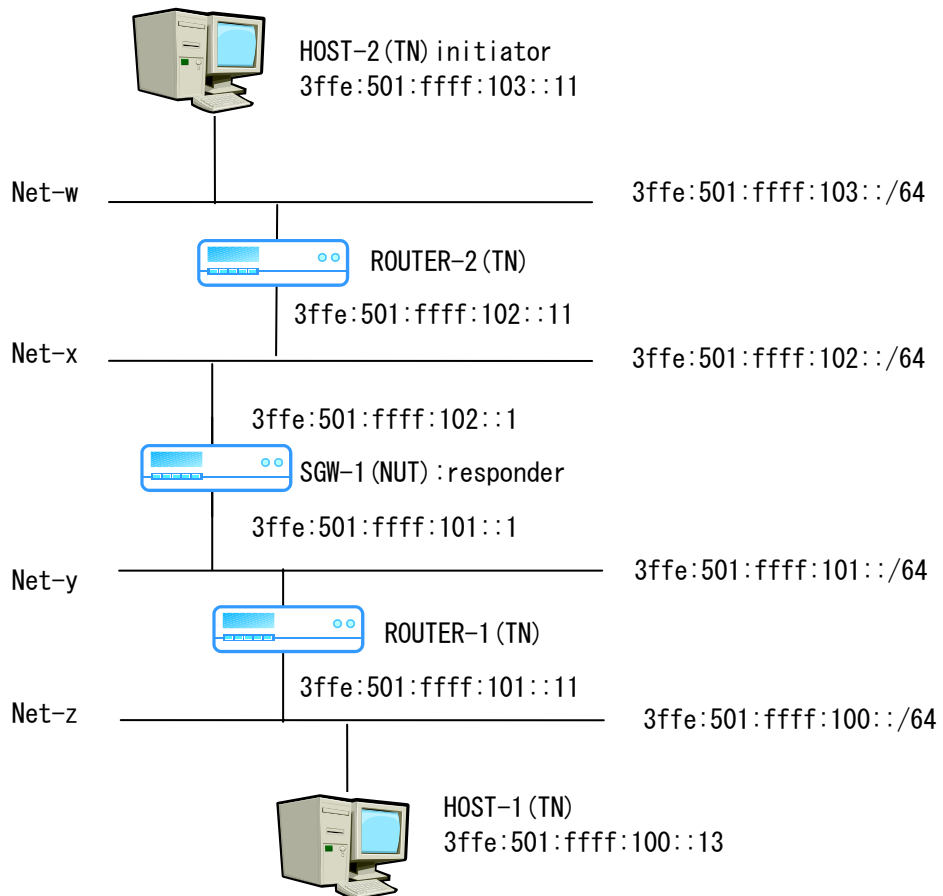 HOST-2(TN)initiator
3ffe:501:ffff:103::11
Net-w
3ffe:501:ffff:103::/64
ROUTER-2(TN)
3ffe:501:ffff:102::11
Net-x
3ffe:501:ffff:102::/64
3ffe:501:ffff:102::1
SGW-1(NUT):responder
3ffe:501:ffff:101::1
Net-y
3ffe:501:ffff:101::/64
ROUTER-1(TN)
3ffe:501:ffff:101::11
Net-z
3ffe:501:ffff:100::/64
HOST-1(TN)
3ffe:501:ffff:100::13